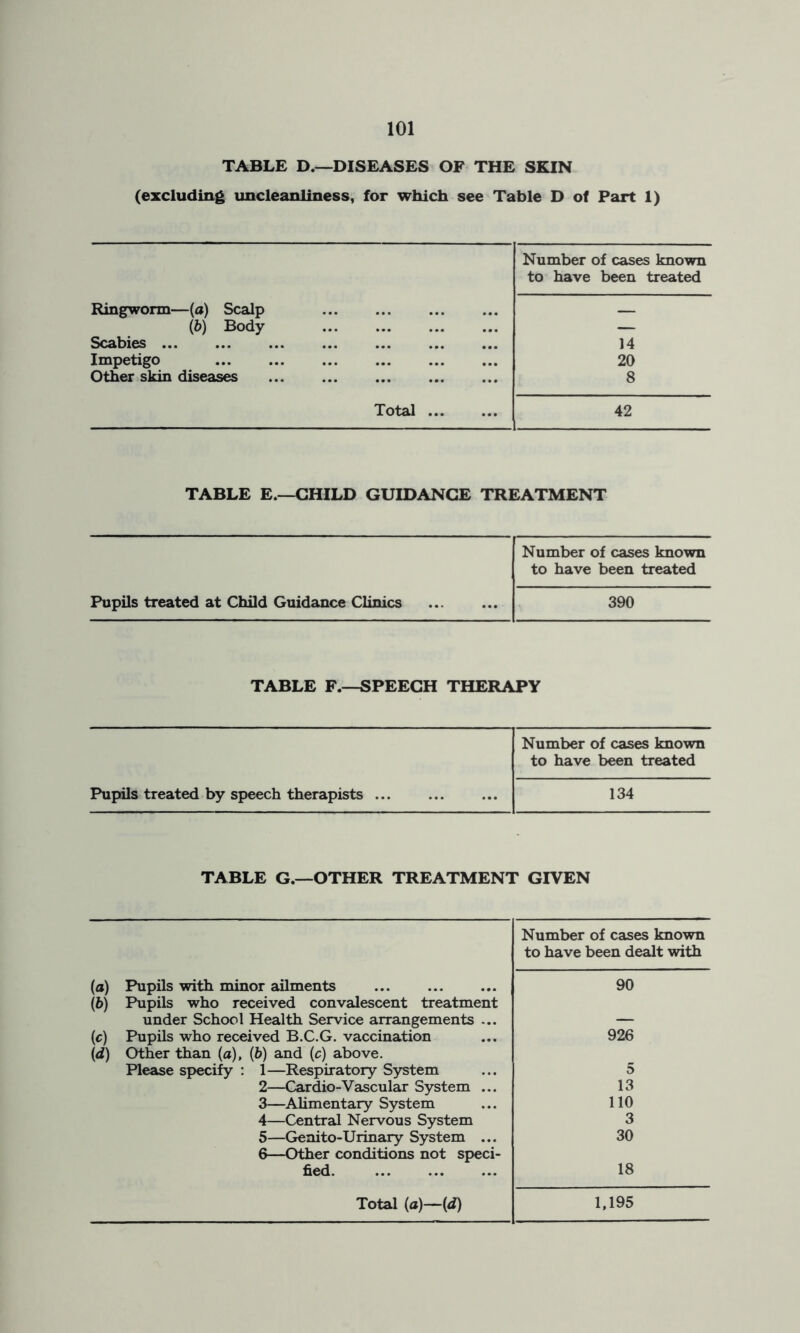 101
TABLE D.—DISEASES OF THE SKIN
(excluding uncleanliness, for which see Table D of Part 1)
Number of cases known
to have been treated
Ringworm—(a) Scalp ... ... ... ... —
(b) Body ... ... ... ... —
Scabies ... ... ... ... ... ... ... 14
Impetigo ... ... ... ... ... ... 20
Other skin diseases ... ... ... ... ... 8
Total ... ... 42
TABLE E.—CHILD GUIDANCE TREATMENT
Number of cases known
to have been treated
Pupils treated at Child Guidance Clinics ... ... 390
TABLE F.—SPEECH THERAPY
Number of cases known
to have been treated
Pupils treated by speech therapists ... ... ... 134
TABLE G.—OTHER TREATMENT GIVEN
Number of cases known
to have been dealt with
(a) Pupils with minor ailments ... ... ... 90
(b) Pupils who received convalescent treatment
under School Health Service arrangements ... —
(c) Pupils who received B.C.G. vaccination ... 926
(d) Other than (a), (b) and (c) above.
Please specify : 1—Respiratory System ... 5
2—Cardio-Vascular System ... 13
3—Alimentary System ... 110
4—Central Nervous System 3
5—Genito-Urinary System ... 30
6—Other conditions not speci-
fied. ... ... ... 18
Total (a)—(d) 1,195